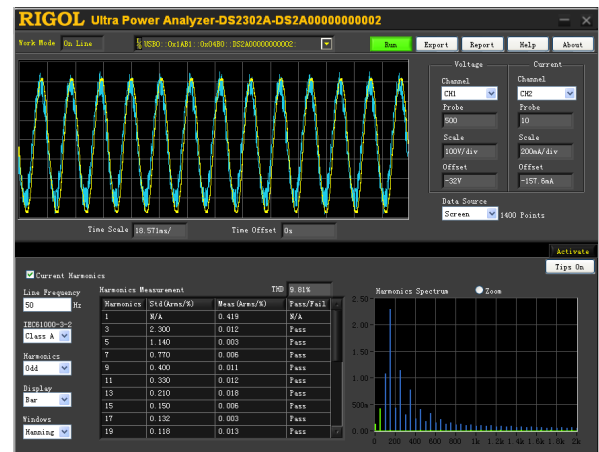 RIGOL Ultra Power Analyzer-DS2302A-DS2A00000000002
Work Mode On Line USB0::0x1AB1::0x04B0::DS2A00000000002: Run Export Report Help About
Voltage Current
Channel Channel
CH1 CH2
Probe Probe
500 10
Scale Scale
100V/div 200mA/div
Offset Offset
-32V -157.6mA
Data Source
Screen 1400 Points
Time Scale 18.571ms/ Time Offset 0s
Activate
Tips On
Current Harmonics
Line Frequency
50 Hz
IEC61000-3-2
Class A
Harmonics
Odd
Display
Bar
Windows
Hanning
Harmonics Measurement THD 9.81%
Harmonics Std(Arms/%) Meas(Arms/%) Pass/Fail
1 N/A 0.419 N/A
3 2.300 0.012 Pass
5 1.140 0.003 Pass
7 0.770 0.006 Pass
9 0.400 0.011 Pass
11 0.330 0.012 Pass
13 0.210 0.018 Pass
15 0.150 0.006 Pass
17 0.132 0.003 Pass
19 0.118 0.013 Pass
Harmonics Spectrum Zoom
2.50
2.00
1.50
1.00
500m
0.00
0 200 400 600 800 1k 1.2k 1.4k 1.6k 1.8k 2k